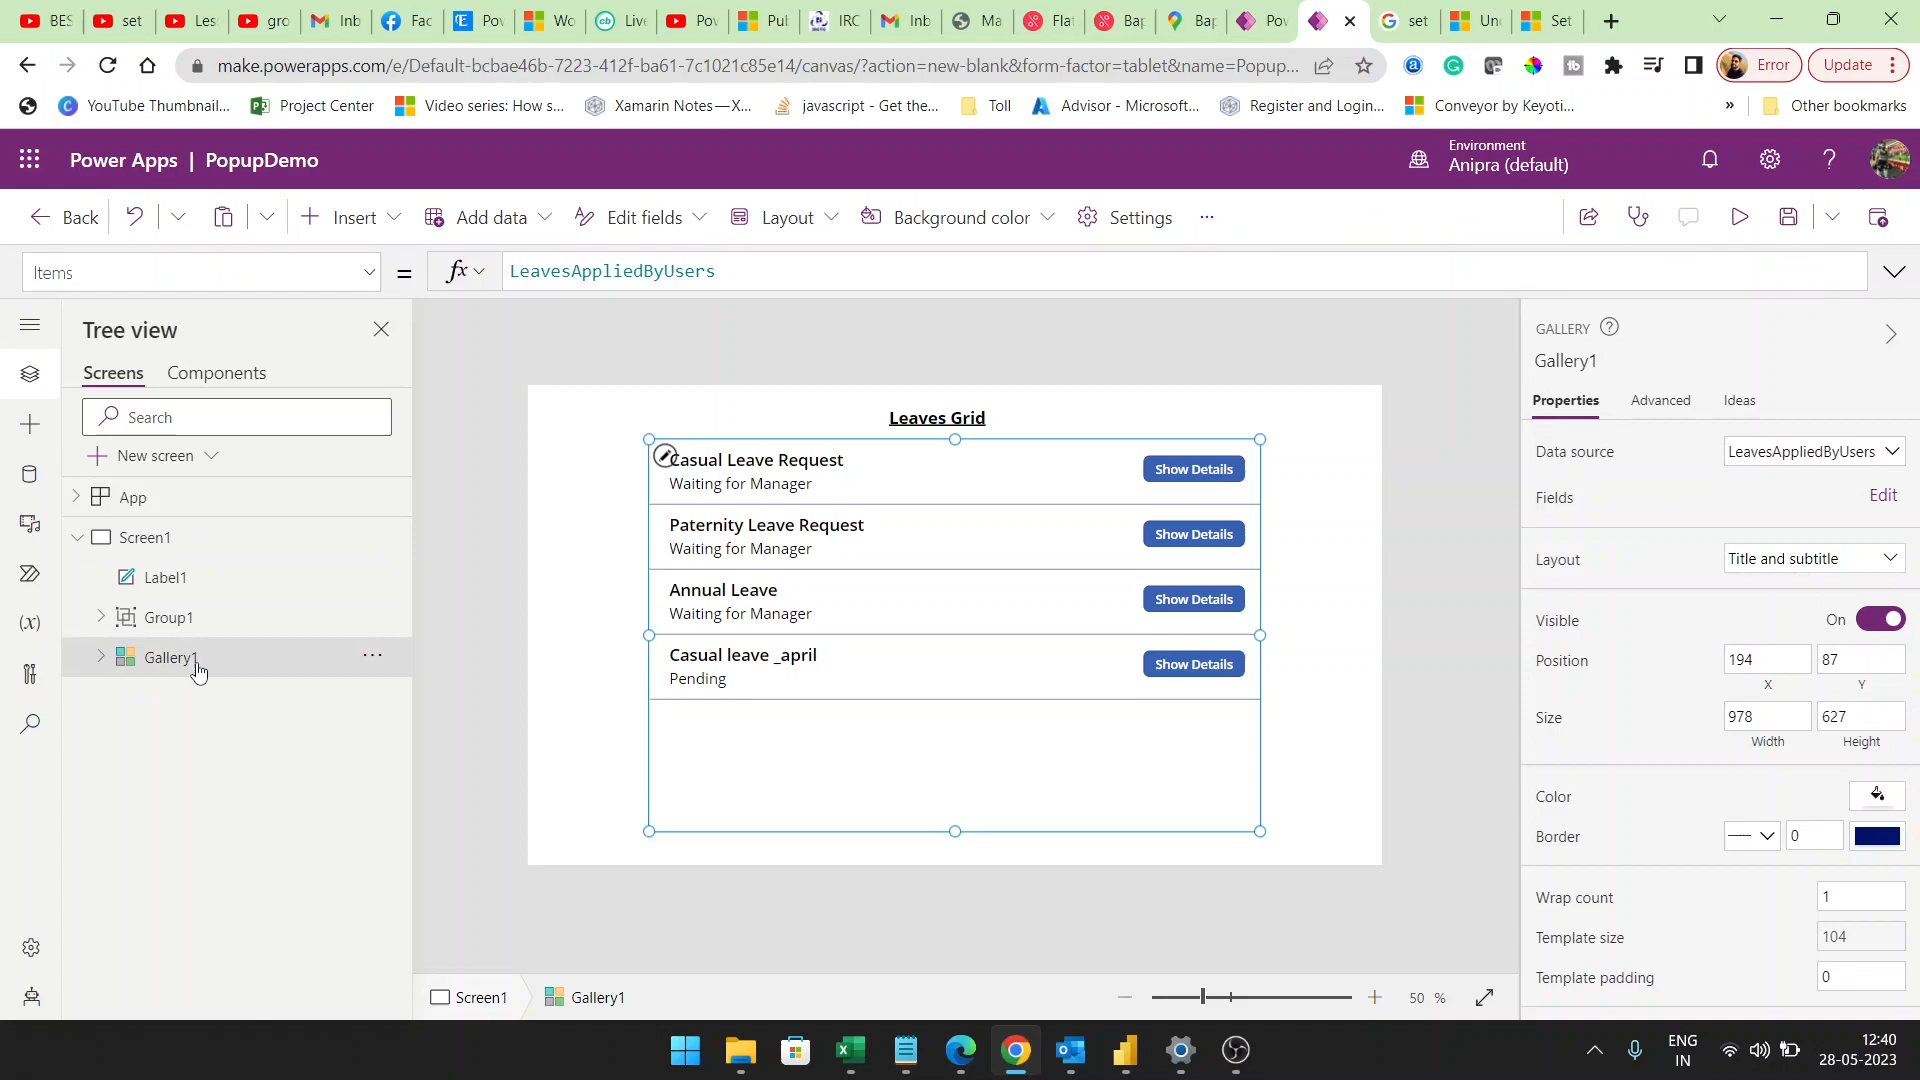 BES
set
Les
gro
Inb
Fac
Pov
Wo
Live
Pov
Pub
IRC
Inb
Ma
Flat
Bap
Bap
Pov
set
Un
Set
make.powerapps.com/e/Default-bcbae46b-7223-412f-ba61-7c1021c85e14/canvas/?action=new-blank&form-factor=tablet&name=Popup...
Error
Update
YouTube Thumbnail...
Project Center
Video series: How s...
Xamarin Notes—X...
javascript - Get the...
Toll
Advisor - Microsoft...
Register and Login...
Conveyor by Keyoti...
»
Other bookmarks
Power Apps | PopupDemo
Environment
Anipra (default)
Back
Insert
Add data
Edit fields
Layout
Background color
Settings
...
Items
=
fx
LeavesAppliedByUsers
Tree view
Screens
Components
Search
New screen
App
Screen1
Label1
Group1
Gallery1
...
Leaves Grid
Casual Leave Request
Waiting for Manager
Show Details
Paternity Leave Request
Waiting for Manager
Show Details
Annual Leave
Waiting for Manager
Show Details
Casual leave _april
Pending
Show Details
GALLERY
Gallery1
Properties
Advanced
Ideas
Data source
LeavesAppliedByUsers
Fields
Edit
Layout
Title and subtitle
Visible
On
Position
194
87
X
Y
Size
978
627
Width
Height
Color
Border
0
Wrap count
1
Template size
104
Template padding
0
Screen1
Gallery1
50 %
ENG
IN
12:40
28-05-2023